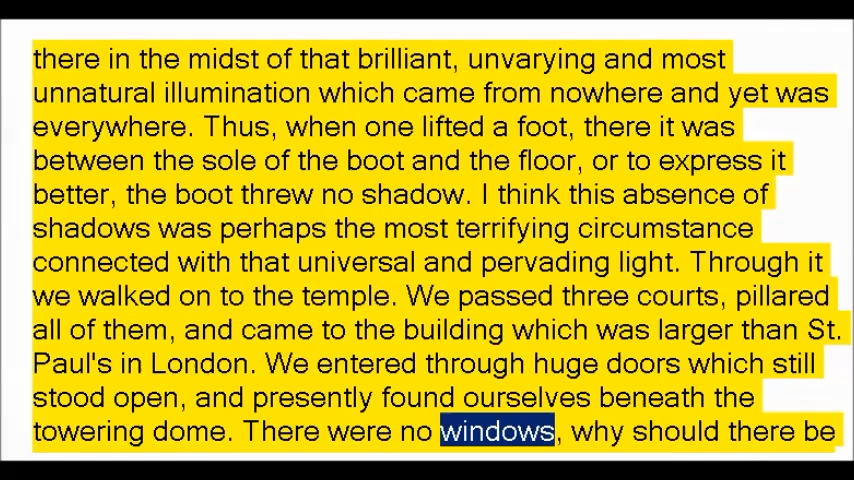 there in the midst of that brilliant, unvarying and most
unnatural illumination which came from nowhere and yet was
everywhere. Thus, when one lifted a foot, there it was
between the sole of the boot and the floor, or to express it
better, the boot threw no shadow. I think this absence of
shadows was perhaps the most terrifying circumstance
connected with that universal and pervading light. Through it
we walked on to the temple. We passed three courts, pillared
all of them, and came to the building which was larger than St.
Paul's in London. We entered through huge doors which still
stood open, and presently found ourselves beneath the
towering dome. There were no windows, why should there be